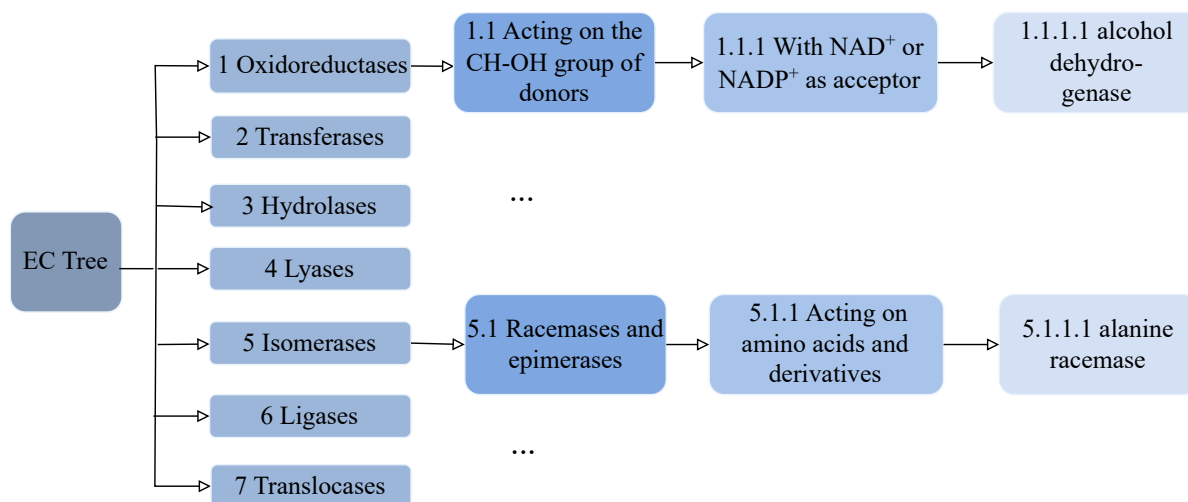 EC Tree
1 Oxidoreductases
1.1 Acting on the
CH-OH group of
donors
1.1.1 With NAD⁺ or
NADP⁺ as acceptor
1.1.1.1 alcohol
dehydro-
genase
2 Transferases
3 Hydrolases
...
4 Lyases
5 Isomerases
5.1 Racemases and
epimerases
5.1.1 Acting on
amino acids and
derivatives
5.1.1.1 alanine
racemase
6 Ligases
...
7 Translocases